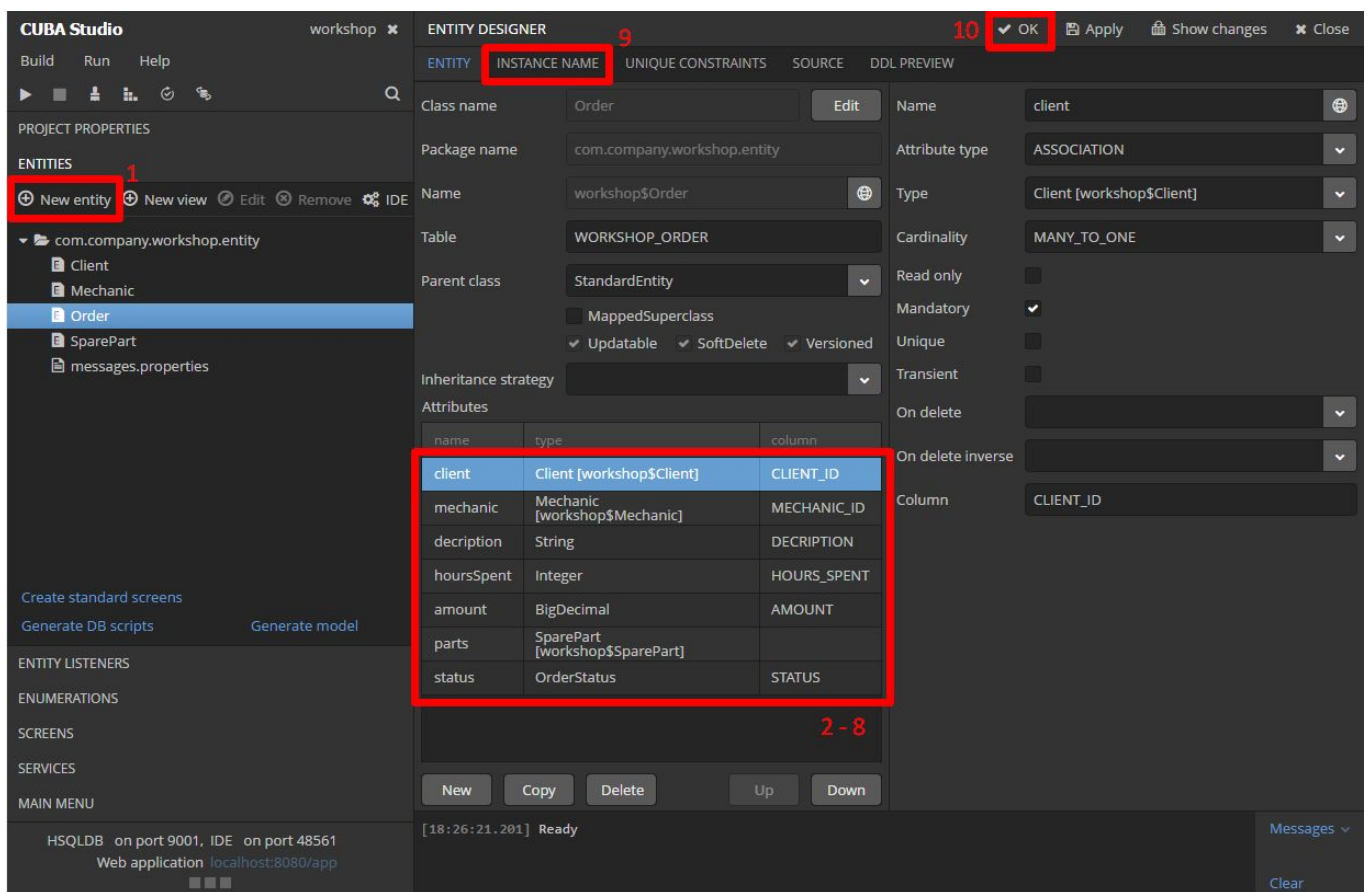 CUBA Studio workshop
Build Run Help
PROJECT PROPERTIES
ENTITIES
1
New entity New view Edit Remove IDE
com.company.workshop.entity
Client
Mechanic
Order
SparePart
messages.properties
Create standard screens
Generate DB scripts Generate model
ENTITY LISTENERS
ENUMERATIONS
SCREENS
SERVICES
MAIN MENU
HSQLDB on port 9001, IDE on port 48561
Web application localhost:8080/app
ENTITY DESIGNER 9 10 OK Apply Show changes Close
ENTITY INSTANCE NAME UNIQUE CONSTRAINTS SOURCE DDL PREVIEW
Class name Order Edit
Package name com.company.workshop.entity
Name workshop$Order
Table WORKSHOP_ORDER
Parent class StandardEntity
MappedSuperclass
Updatable SoftDelete Versioned
Inheritance strategy
Attributes
name type column
client Client [workshop$Client] CLIENT_ID
mechanic Mechanic [workshop$Mechanic] MECHANIC_ID
decription String DECRIPTION
hoursSpent Integer HOURS_SPENT
amount BigDecimal AMOUNT
parts SparePart [workshop$SparePart]
status OrderStatus STATUS
2 - 8
New Copy Delete Up Down
Name client
Attribute type ASSOCIATION
Type Client [workshop$Client]
Cardinality MANY_TO_ONE
Read only
Mandatory
Unique
Transient
On delete
On delete inverse
Column CLIENT_ID
[18:26:21.201] Ready
Messages
Clear